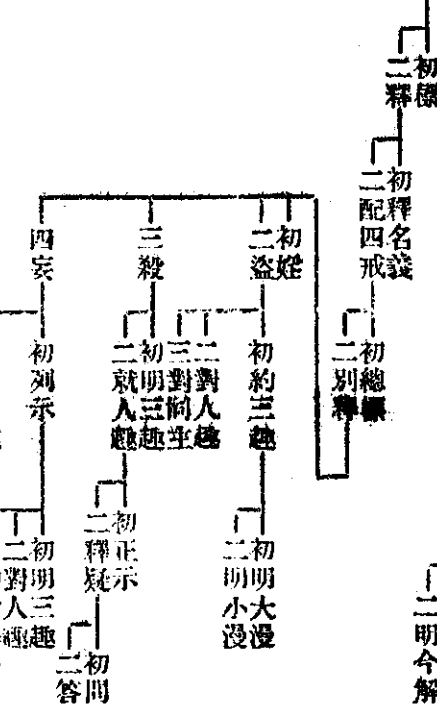 初標
二釋
初釋名義
二配四戒
初總標
二別釋
初婬
二盜
三殺
四妄
初約三趣
二對人趣
三對同生
初明大漫
二明小漫
初明三趣
二就人趣
初正示
二釋疑
初問
二答
初列示
初明三趣
二對人趣
二明今解